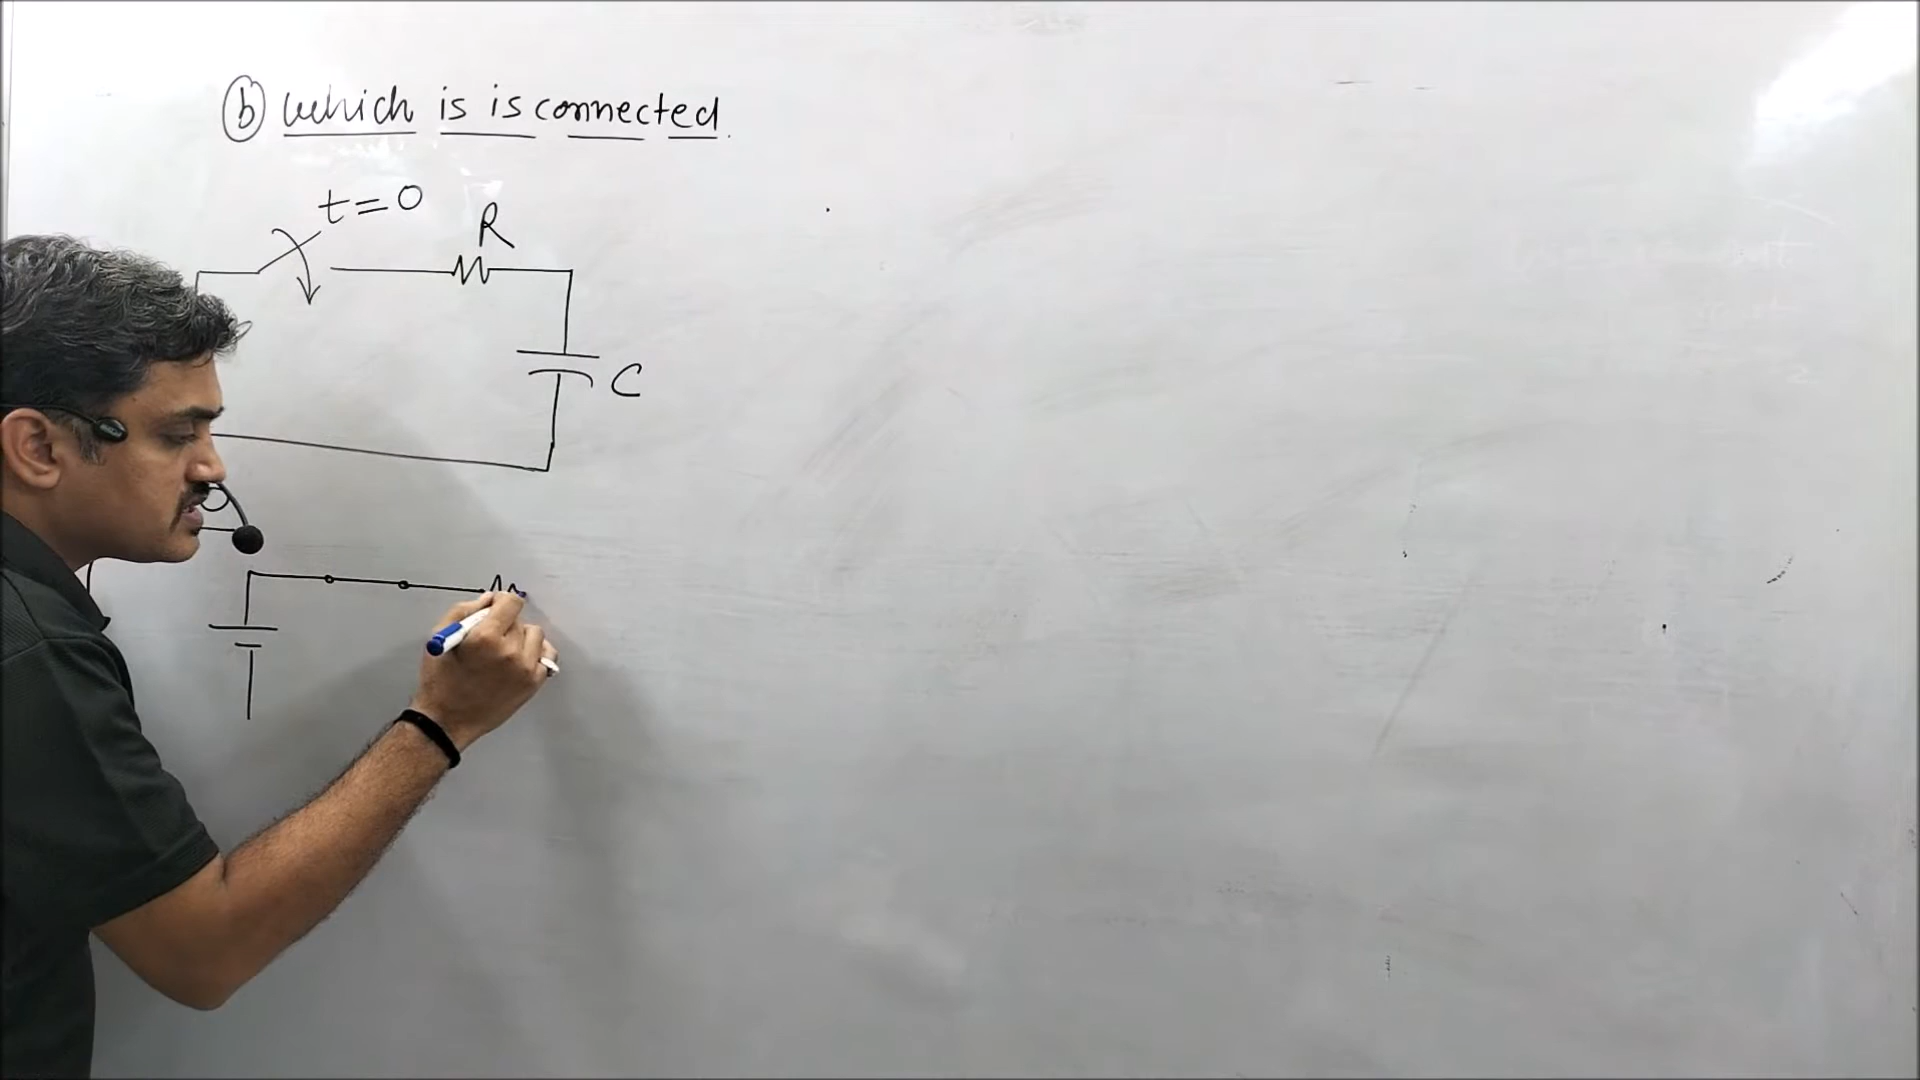 ⓑ which is is connected.
t=0
R
C